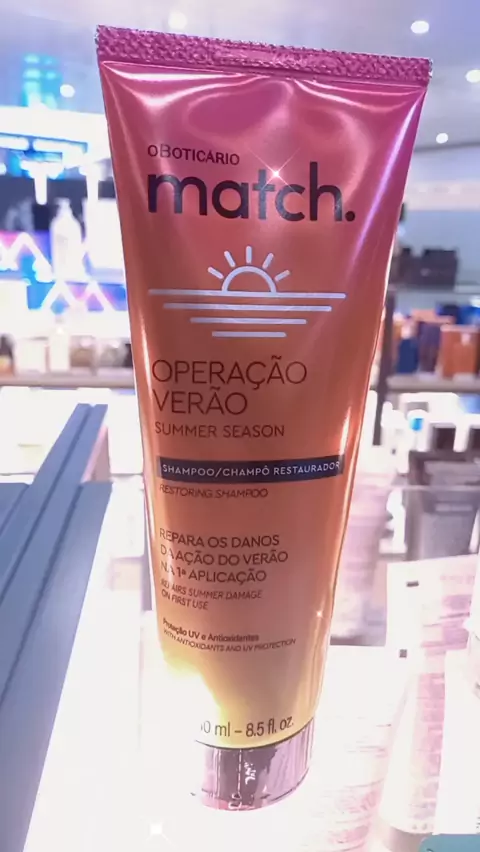 OBOTICÁRIO
match.
OPERAÇÃO
VERÃO
SUMMER SEASON
SHAMPOO/CHAMPÔ RESTAURADOR
RESTORING SHAMPOO
REPARA OS DANOS
DA AÇÃO DO VERÃO
NA 1ª APLICAÇÃO
REPAIRS SUMMER DAMAGE
ON FIRST USE
Proteção UV e Antioxidantes
WITH ANTIOXIDANTS AND UV PROTECTION
0 ml – 8.5 fl. oz.